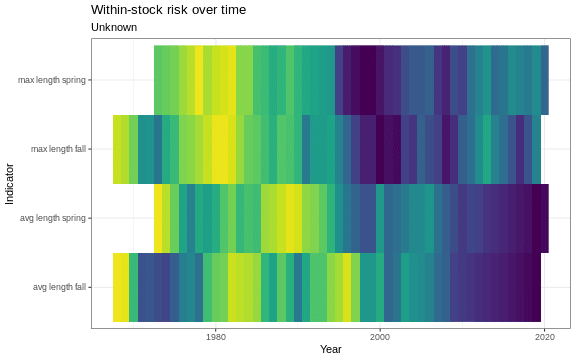 Within-stock risk over time
Unknown
Indicator
max length spring
max length fall
avg length spring
avg length fall
1980
2000
2020
Year